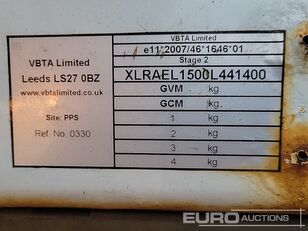 VBTA Limited
Leeds LS27 0BZ
www.vbtalimited.co.uk
Site: PPS
Ref. No. 0330
VBTA Limited
e11*2007/46*1646*01
Stage 2
XLRAEL1500L441400
GVM kg
GCM kg
1 kg
2 kg
3 kg
4 kg
EURO AUCTIONS